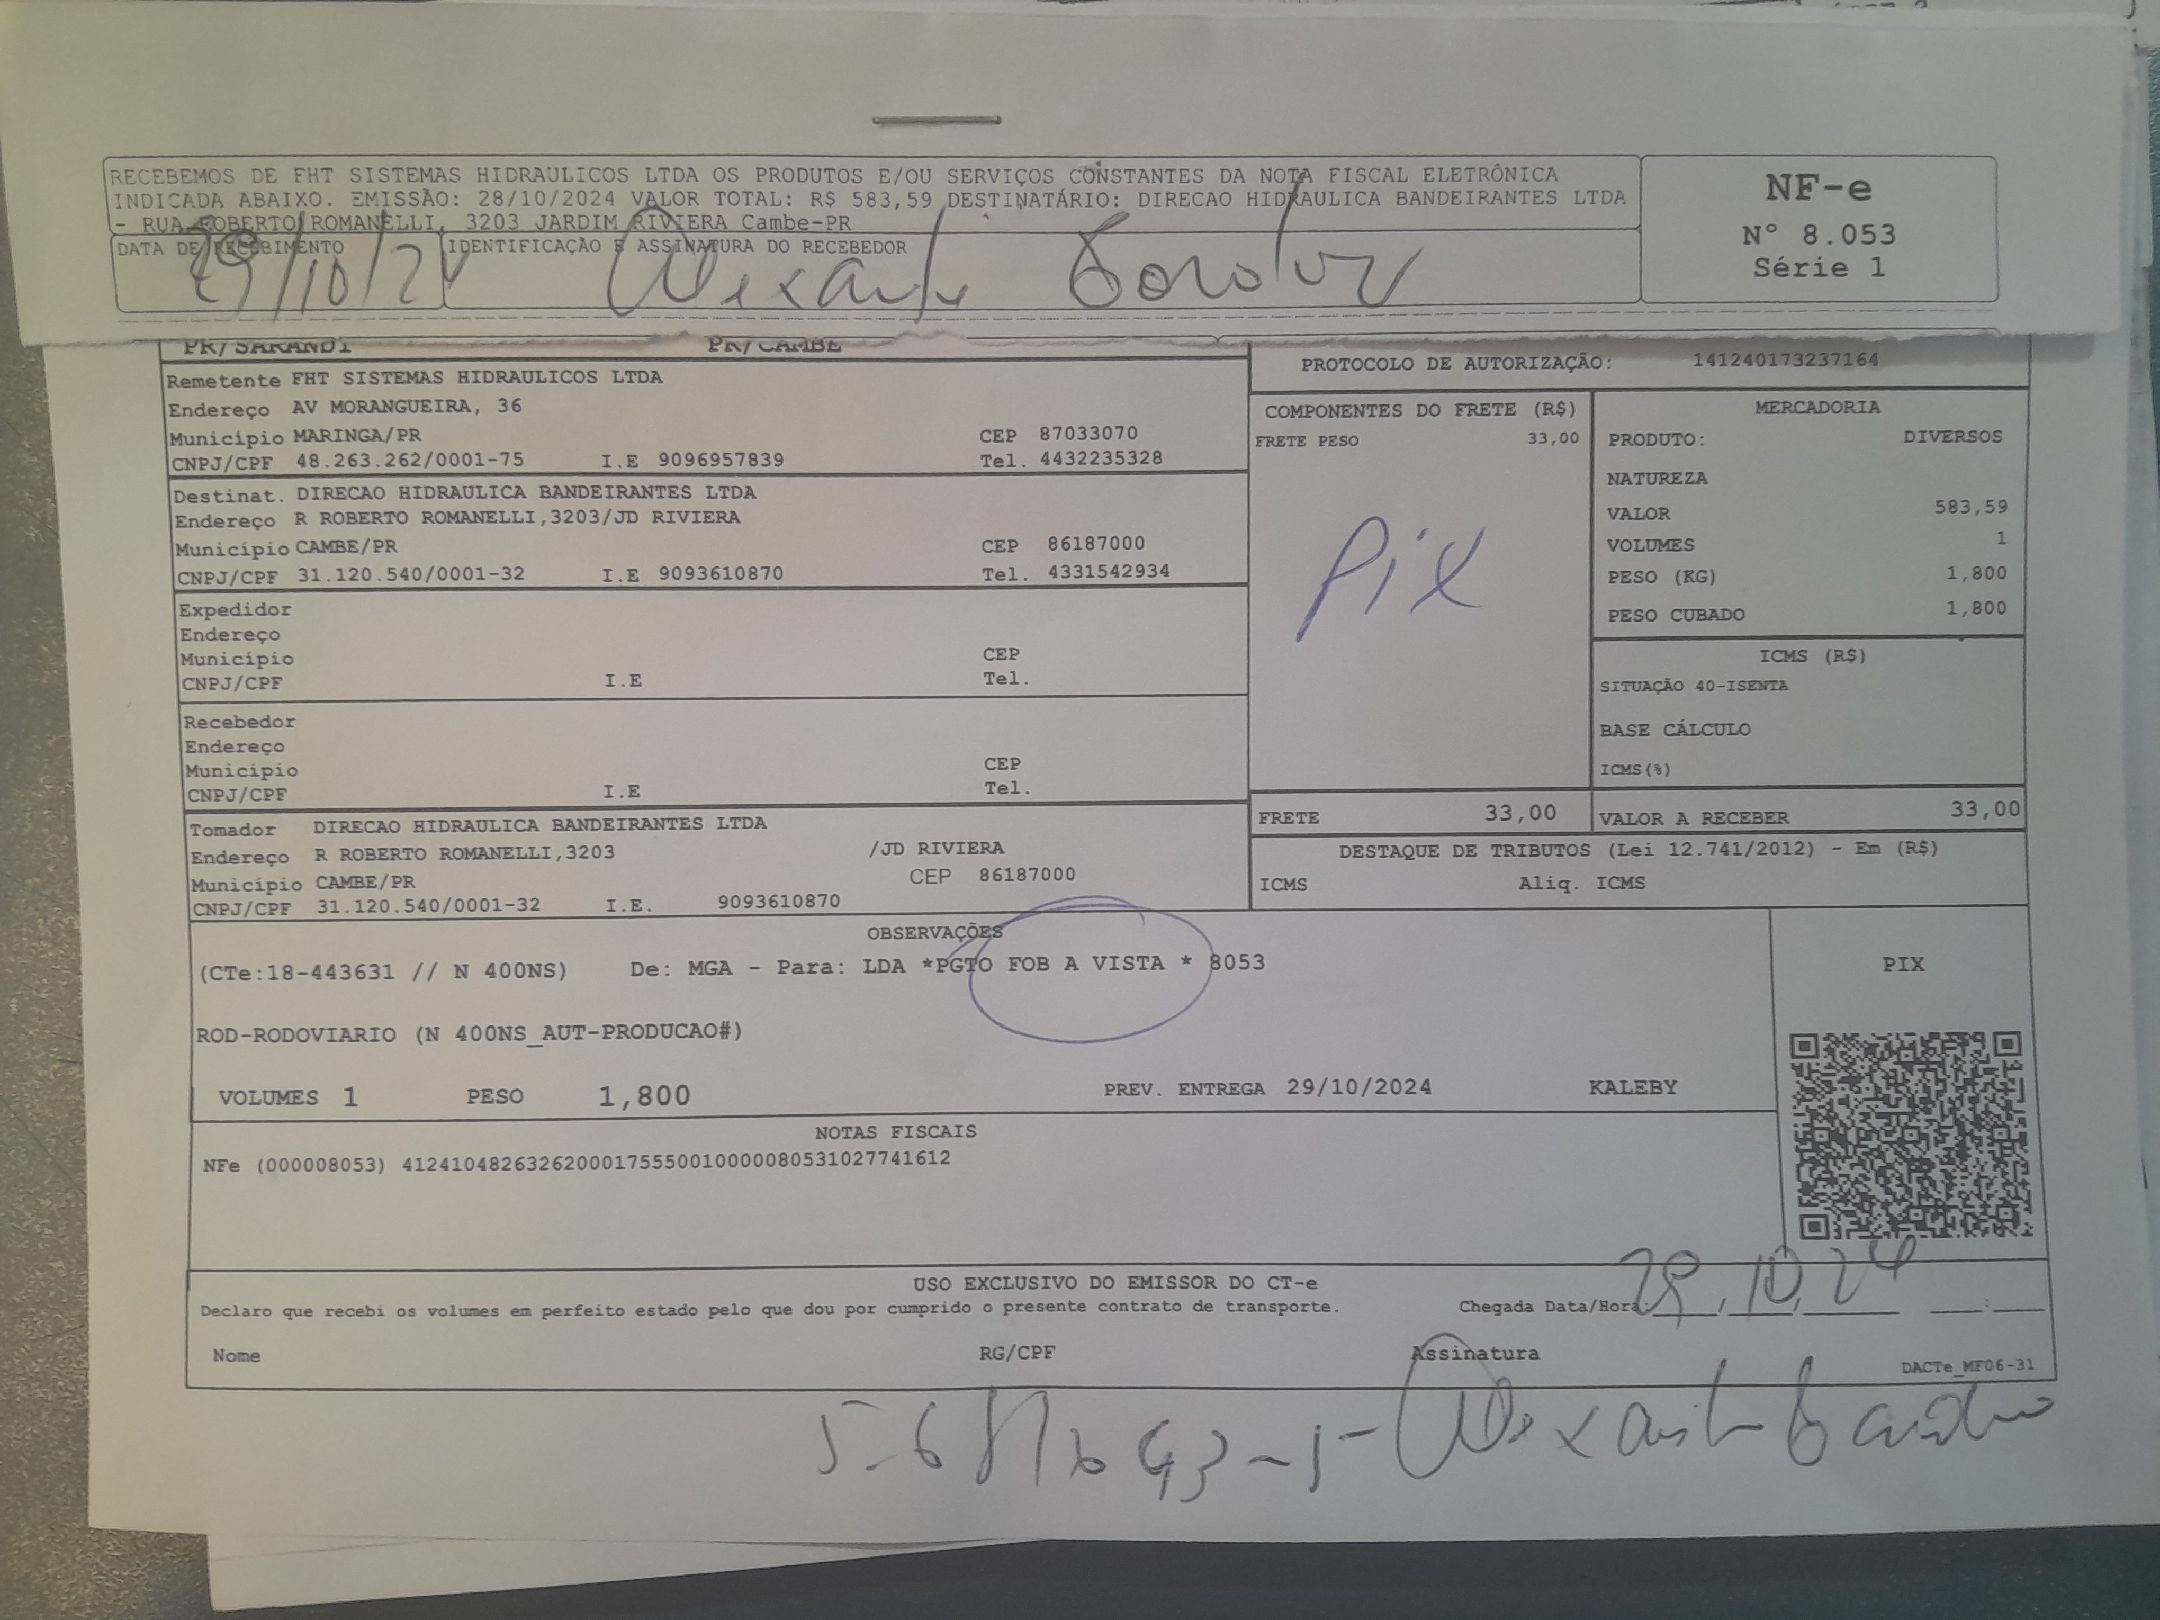 RECEBEMOS DE FHT SISTEMAS HIDRAULICOS LTDA OS PRODUTOS E/OU SERVIÇOS CONSTANTES DA NOTA FISCAL ELETRÔNICA
INDICADA ABAIXO. EMISSÃO: 28/10/2024 VALOR TOTAL: R$ 583,59 DESTINATÁRIO: DIRECAO HIDRAULICA BANDEIRANTES LTDA
- RUA ROBERTO ROMANELLI, 3203 JARDIM RIVIERA Cambe-PR
DATA DE RECEBIMENTO IDENTIFICAÇÃO E ASSINATURA DO RECEBEDOR
29/10/24
NF-e
Nº 8.053
Série 1
PR/SARANDI PR/CAMBE
PROTOCOLO DE AUTORIZAÇÃO: 141240173237164
Remetente FHT SISTEMAS HIDRAULICOS LTDA
Endereço AV MORANGUEIRA, 36
Município MARINGA/PR CEP 87033070
CNPJ/CPF 48.263.262/0001-75 I.E 9096957839 Tel. 4432235328
Destinat. DIRECAO HIDRAULICA BANDEIRANTES LTDA
Endereço R ROBERTO ROMANELLI,3203/JD RIVIERA
Município CAMBE/PR CEP 86187000
CNPJ/CPF 31.120.540/0001-32 I.E 9093610870 Tel. 4331542934
Expedidor
Endereço
Município CEP
CNPJ/CPF I.E Tel.
Recebedor
Endereço
Município CEP
CNPJ/CPF I.E Tel.
Tomador DIRECAO HIDRAULICA BANDEIRANTES LTDA
Endereço R ROBERTO ROMANELLI,3203 /JD RIVIERA
Município CAMBE/PR CEP 86187000
CNPJ/CPF 31.120.540/0001-32 I.E. 9093610870
COMPONENTES DO FRETE (R$)
FRETE PESO 33,00
Pix
FRETE 33,00
MERCADORIA
PRODUTO: DIVERSOS
NATUREZA
VALOR 583,59
VOLUMES 1
PESO (KG) 1,800
PESO CUBADO 1,800
ICMS (R$)
SITUAÇÃO 40-ISENTA
BASE CÁLCULO
ICMS(%)
VALOR A RECEBER 33,00
DESTAQUE DE TRIBUTOS (Lei 12.741/2012) - Em (R$)
ICMS Aliq. ICMS
OBSERVAÇÕES
(CTe:18-443631 // N 400NS) De: MGA - Para: LDA *PGTO FOB A VISTA * 8053
ROD-RODOVIARIO (N 400NS_AUT-PRODUCAO#)
VOLUMES 1 PESO 1,800 PREV. ENTREGA 29/10/2024 KALEBY
PIX
NOTAS FISCAIS
NFe (000008053) 41241048263262000175550010000080531027741612
USO EXCLUSIVO DO EMISSOR DO CT-e
Declaro que recebi os volumes em perfeito estado pelo que dou por cumprido o presente contrato de transporte. Chegada Data/Hora: 29/10/24
Nome RG/CPF Assinatura
DACTe_MF06-31